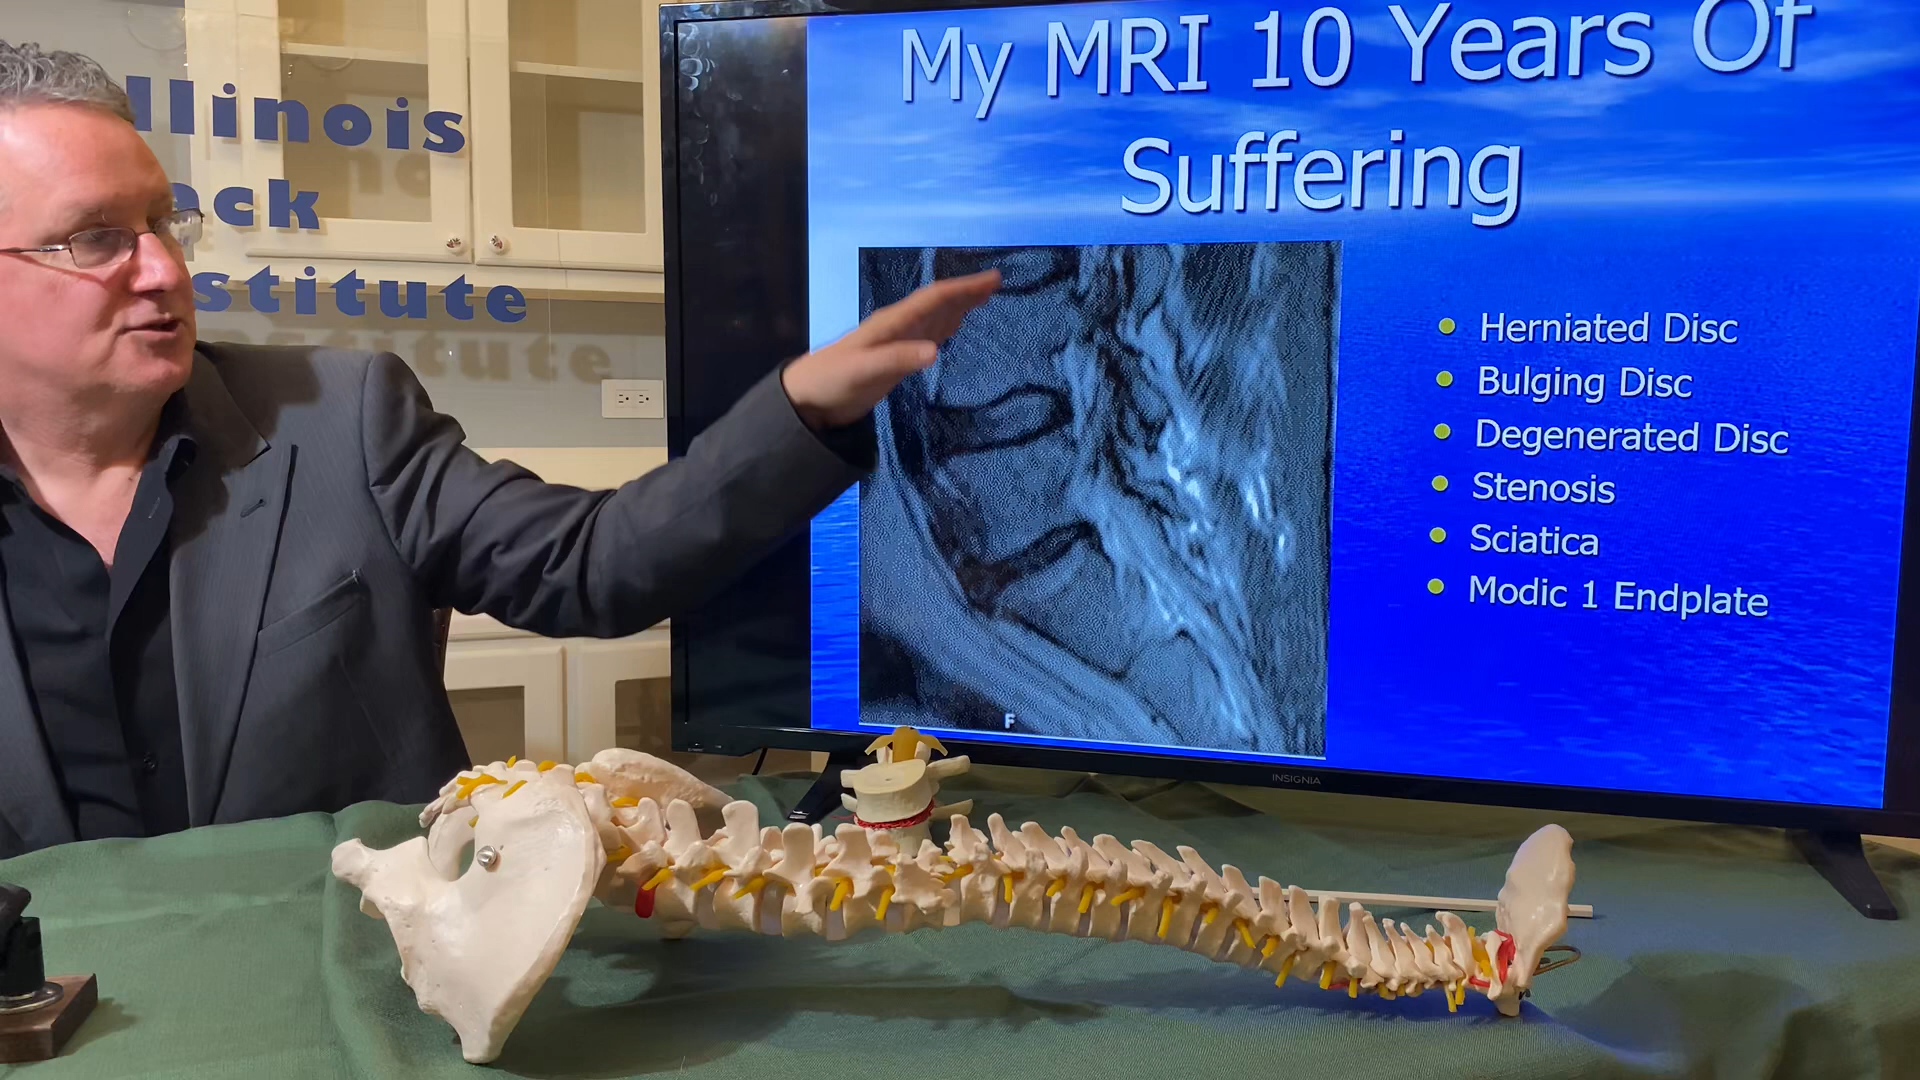 llinois
ack
stitute
My MRI 10 Years Of
Suffering
Herniated Disc
Bulging Disc
Degenerated Disc
Stenosis
Sciatica
Modic 1 Endplate
F
INSIGNIA